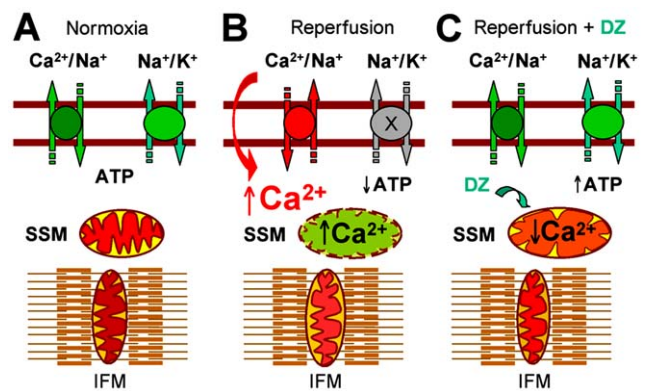 A Normoxia
Ca²⁺/Na⁺ Na⁺/K⁺
ATP
SSM
IFM
B Reperfusion
Ca²⁺/Na⁺ Na⁺/K⁺
X
↓ATP
↑Ca²⁺
SSM ↑Ca²⁺
IFM
C Reperfusion + DZ
Ca²⁺/Na⁺ Na⁺/K⁺
DZ ↑ATP
SSM ↓Ca²⁺
IFM